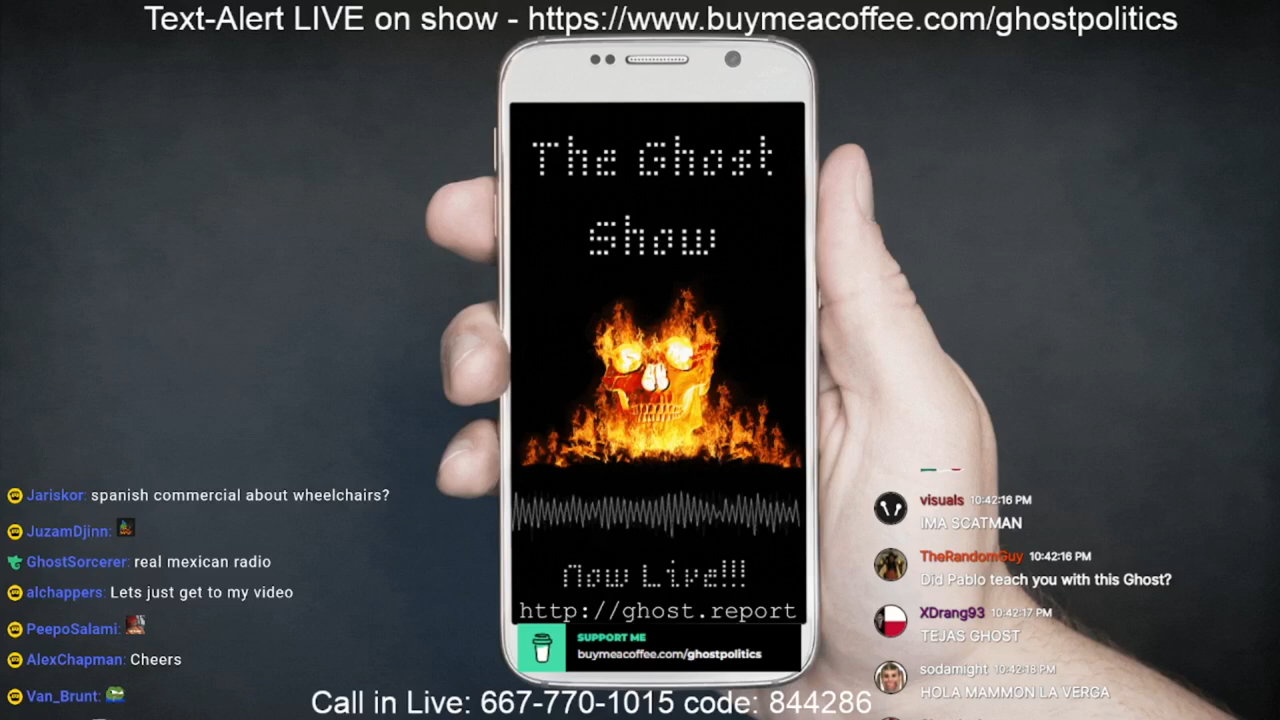 Text-Alert LIVE on show - https://www.buymeacoffee.com/ghostpolitics
The Ghost
Show
Now Live!!!
http://ghost.report
SUPPORT ME
buymeacoffee.com/ghostpolitics
Jariskor: spanish commercial about wheelchairs?
JuzamDjinn:
GhostSorcerer: real mexican radio
alchappers: Lets just get to my video
PeepoSalami:
AlexChapman: Cheers
Van_Brunt:
visuals 10:42:16 PM
IMA SCATMAN
TheRandomGuy 10:42:16 PM
Did Pablo teach you with this Ghost?
XDrang93 10:42:17 PM
TEJAS GHOST
sodamight 10:42:18 PM
HOLA MAMMON LA VERGA
Call in Live: 667-770-1015 code: 844286